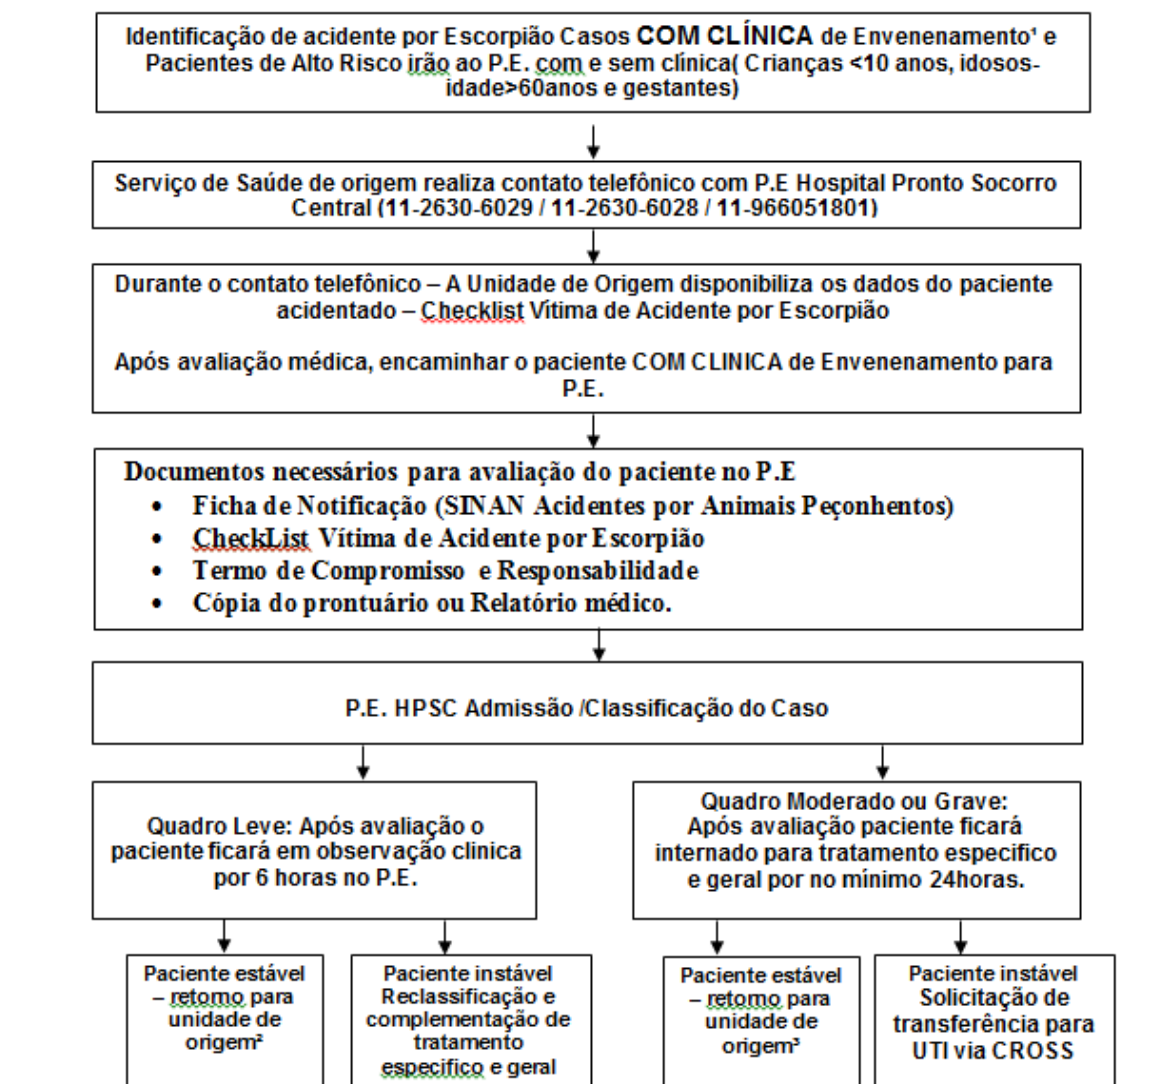 Identificação de acidente por Escorpião Casos COM CLÍNICA de Envenenamento¹ e
Pacientes de Alto Risco irão ao P.E. com e sem clínica( Crianças <10 anos, idosos-
idade>60anos e gestantes)
Serviço de Saúde de origem realiza contato telefônico com P.E Hospital Pronto Socorro
Central (11-2630-6029 / 11-2630-6028 / 11-966051801)
Durante o contato telefônico – A Unidade de Origem disponibiliza os dados do paciente
acidentado – Checklist Vítima de Acidente por Escorpião
Após avaliação médica, encaminhar o paciente COM CLINICA de Envenenamento para
P.E.
Documentos necessários para avaliação do paciente no P.E
• Ficha de Notificação (SINAN Acidentes por Animais Peçonhentos)
• CheckList Vítima de Acidente por Escorpião
• Termo de Compromisso e Responsabilidade
• Cópia do prontuário ou Relatório médico.
P.E. HPSC Admissão /Classificação do Caso
Quadro Leve: Após avaliação o
paciente ficará em observação clinica
por 6 horas no P.E.
Quadro Moderado ou Grave:
Após avaliação paciente ficará
internado para tratamento especifico
e geral por no mínimo 24horas.
Paciente estável
– retorno para
unidade de
origem²
Paciente instável
Reclassificação e
complementação de
tratamento
especifico e geral
Paciente estável
– retorno para
unidade de
origem³
Paciente instável
Solicitação de
transferência para
UTI via CROSS